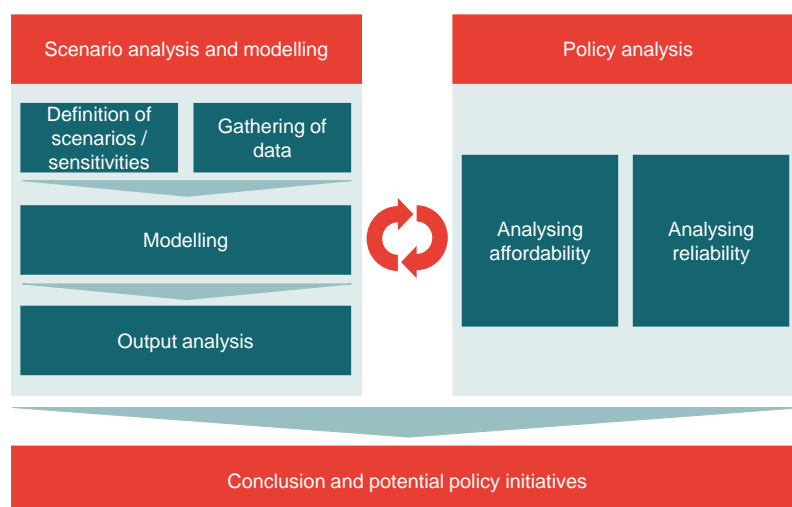 Scenario analysis and modelling
Policy analysis
Definition of
scenarios /
sensitivities
Gathering of
data
Modelling
Output analysis
Analysing
affordability
Analysing
reliability
Conclusion and potential policy initiatives